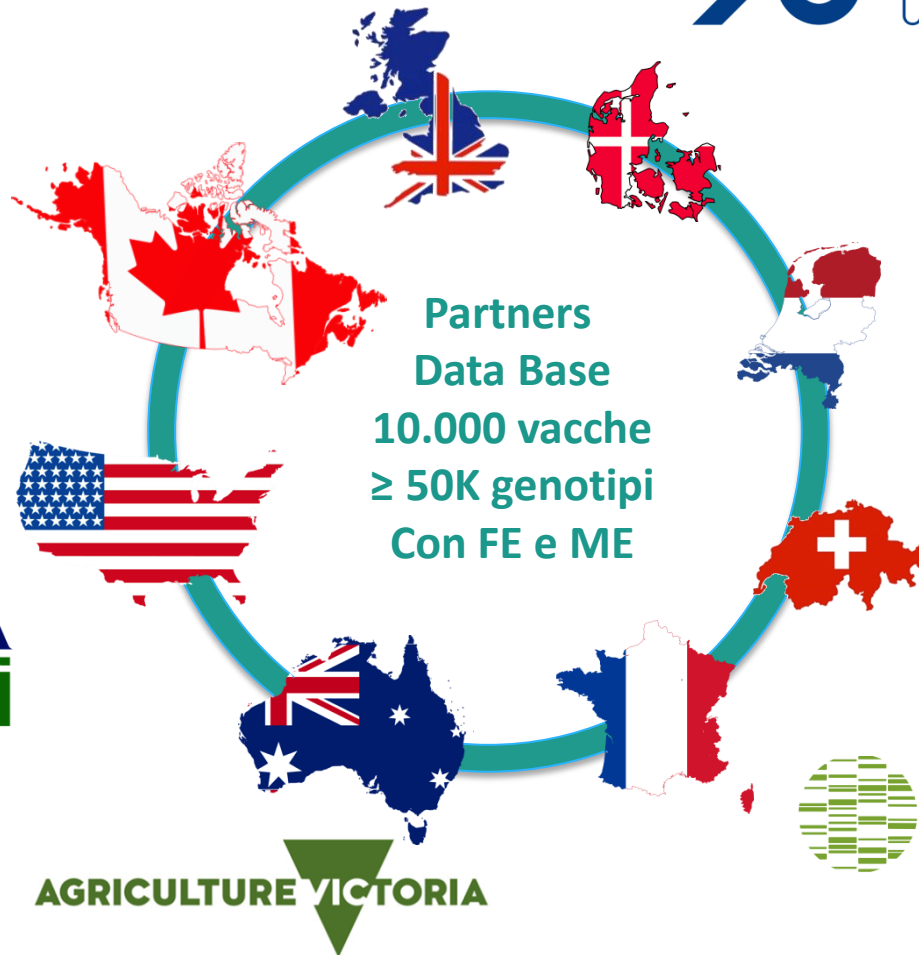 Partners
Data Base
10.000 vacche
≥ 50K genotipi
Con FE e ME
AGRICULTURE VICTORIA